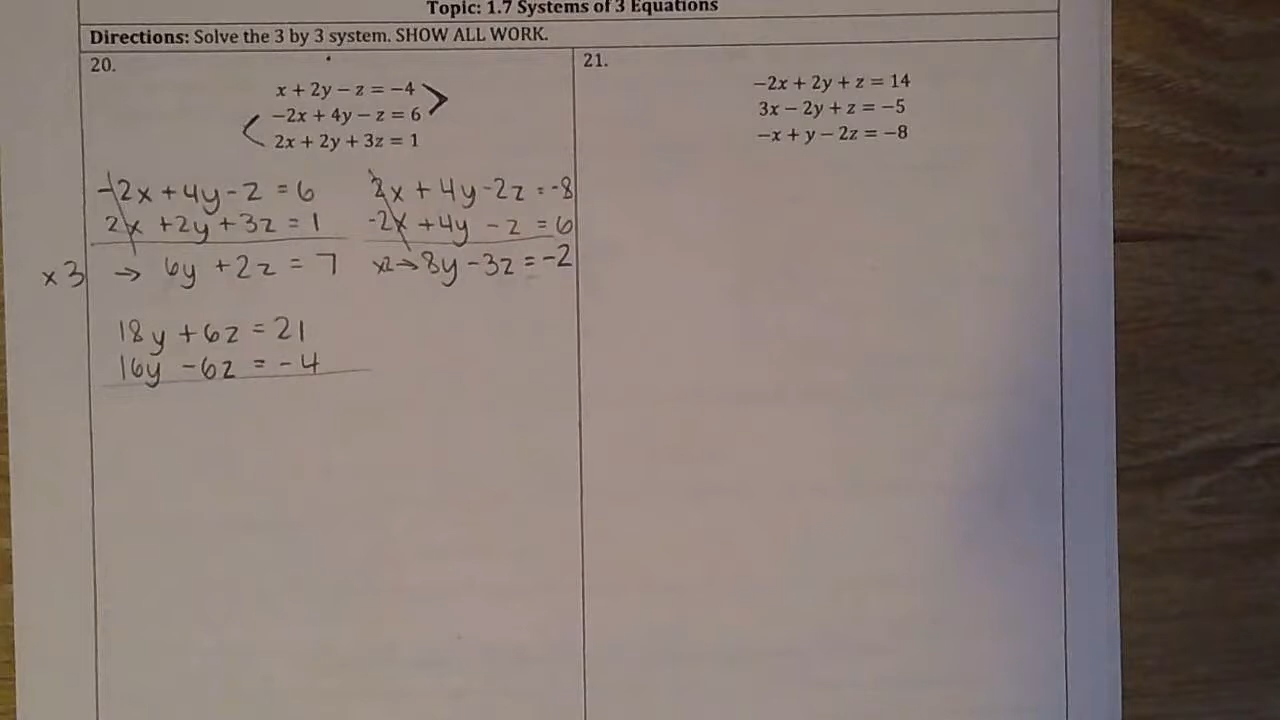 Topic: 1.7 Systems of 3 Equations
Directions: Solve the 3 by 3 system. SHOW ALL WORK.
20.
x + 2y − z = −4
−2x + 4y − z = 6
2x + 2y + 3z = 1
-2x + 4y - z = 6
2x + 2y + 3z = 1
x3 → 6y + 2z = 7
2x + 4y - 2z = -8
-2x + 4y - z = 6
x2→ 8y - 3z = -2
18y + 6z = 21
16y - 6z = -4
21.
−2x + 2y + z = 14
3x − 2y + z = −5
−x + y − 2z = −8